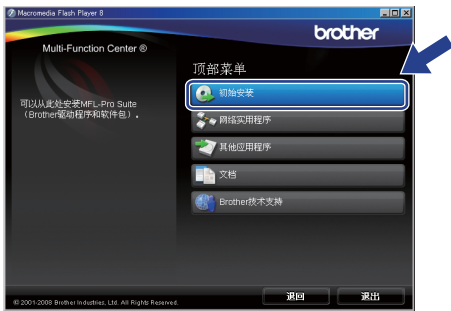 Macromedia Flash Player 8
brother
Multi-Function Center ®
顶部菜单
可以从此处安装MFL-Pro Suite
（Brother驱动程序和软件包）。
初始安装
网络实用程序
其他应用程序
文档
Brother技术支持
© 2001-2008 Brother Industries, Ltd. All Rights Reserved.
退回
退出